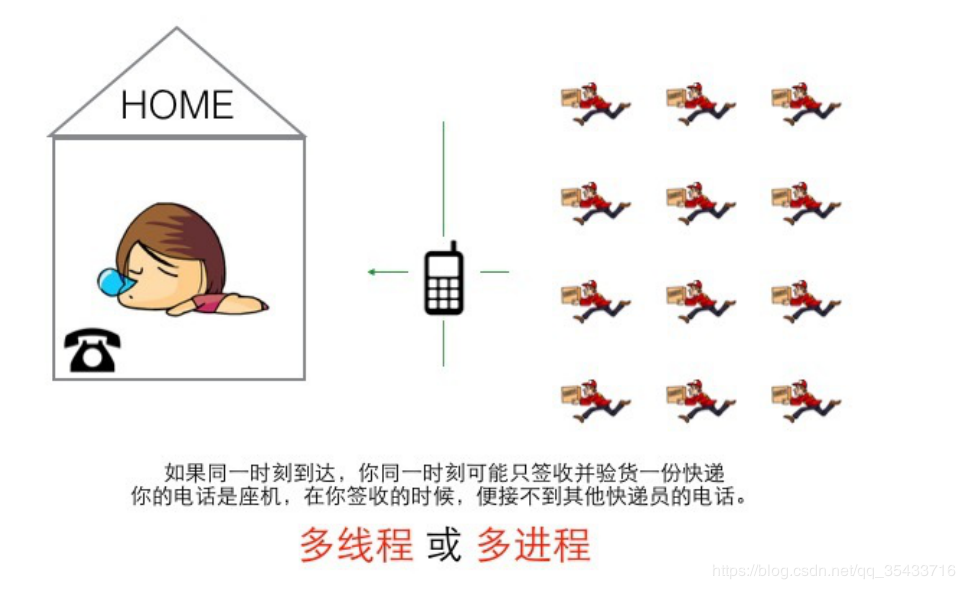 HOME
如果同一时刻到达，你同一时刻可能只签收并验货一份快递
你的电话是座机，在你签收的时候，便接不到其他快递员的电话。
多线程 或 多进程
https://blog.csdn.net/qq_35433716